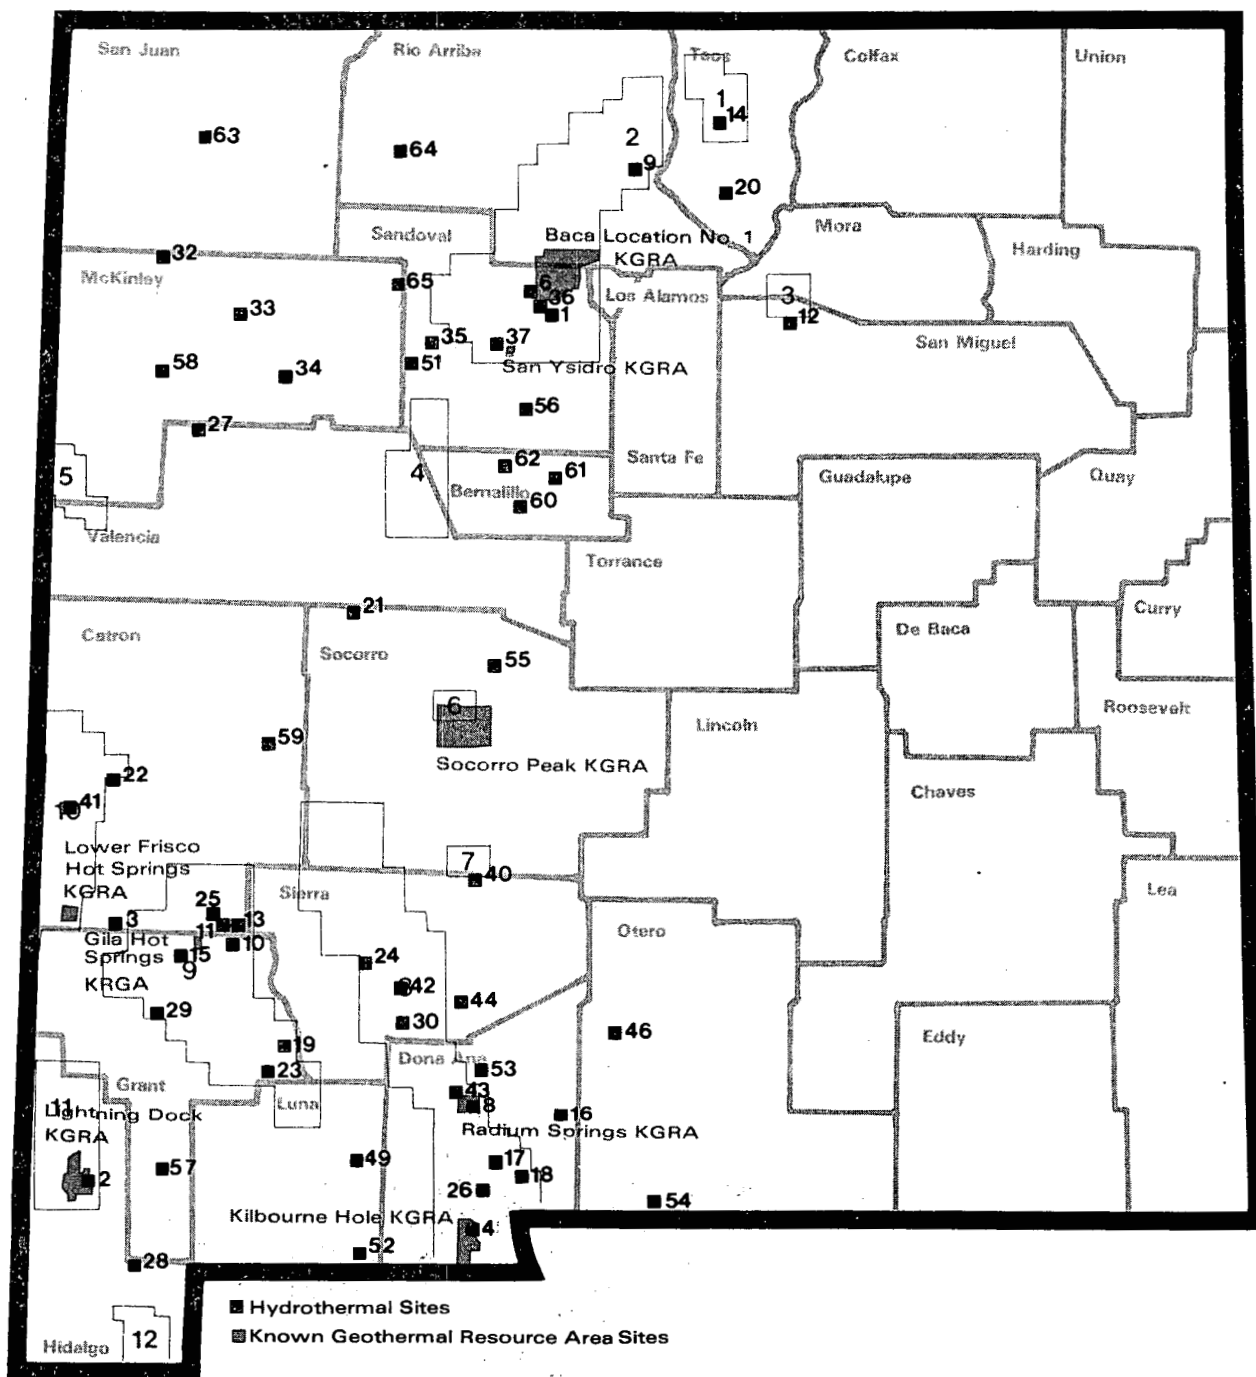 San Juan
Rio Arriba
Taos
Colfax
Union
1
14
2
63
64
9
20
Sandoval
Baca Location No. 1
KGRA
Mora
Harding
32
McKinley
65
6
36
1
Los Alamos
3
12
33
35
37
San Miguel
58
34
51
San Ysidro KGRA
56
27
62
61
Santa Fe
5
4
Bernalillo
60
Guadalupe
Quay
Valencia
Torrance
21
Catron
Socorro
55
De Baca
Curry
6
Lincoln
Roosevelt
59
Socorro Peak KGRA
22
41
10
Chaves
Lower Frisco
Hot Springs
KGRA
7
40
Sierra
Lea
25
3
11
13
Otero
Gila Hot
Springs
KRGA
10
15
9
24
42
44
29
30
46
19
Dona Ana
Eddy
23
53
Grant
Luna
43
8
16
11
Lightning Dock
KGRA
Radium Springs KGRA
57
49
17
18
2
26
54
Kilbourne Hole KGRA
4
52
28
Hydrothermal Sites
Known Geothermal Resource Area Sites
12
Hidalgo